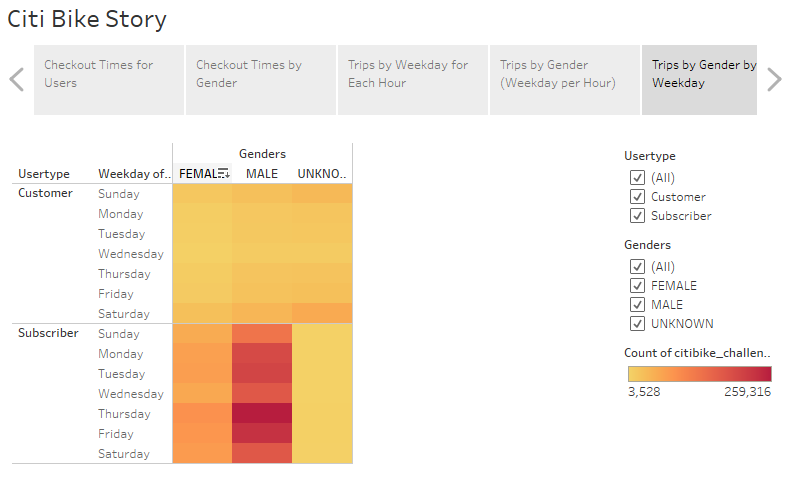 Citi Bike Story
Checkout Times for
Users
Checkout Times by
Gender
Trips by Weekday for
Each Hour
Trips by Gender
(Weekday per Hour)
Trips by Gender by
Weekday
Genders
Usertype Weekday of.. FEMAL.. MALE UNKNO..
Customer Sunday
Monday
Tuesday
Wednesday
Thursday
Friday
Saturday
Subscriber Sunday
Monday
Tuesday
Wednesday
Thursday
Friday
Saturday
Usertype
(All)
Customer
Subscriber
Genders
(All)
FEMALE
MALE
UNKNOWN
Count of citibike_challen..
3,528 259,316